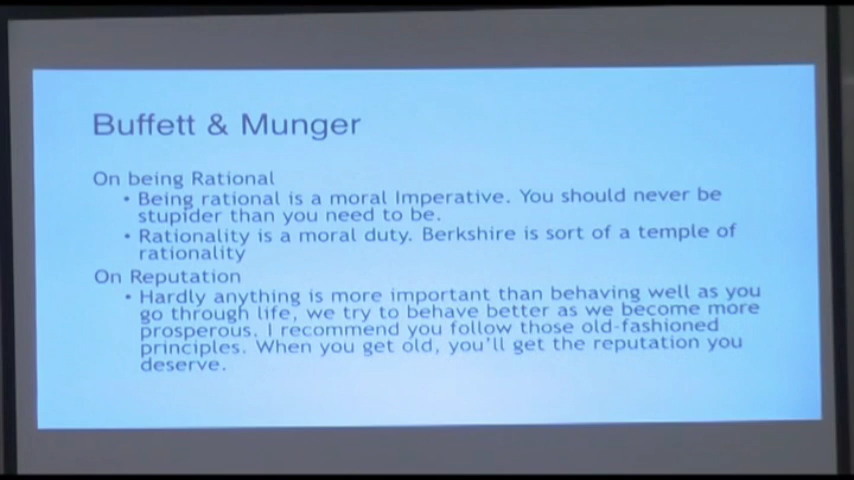 Buffett & Munger
On being Rational
• Being rational is a moral Imperative. You should never be
stupider than you need to be.
• Rationality is a moral duty. Berkshire is sort of a temple of
rationality
On Reputation
• Hardly anything is more important than behaving well as you
go through life, we try to behave better as we become more
prosperous. I recommend you follow those old-fashioned
principles. When you get old, you'll get the reputation you
deserve.